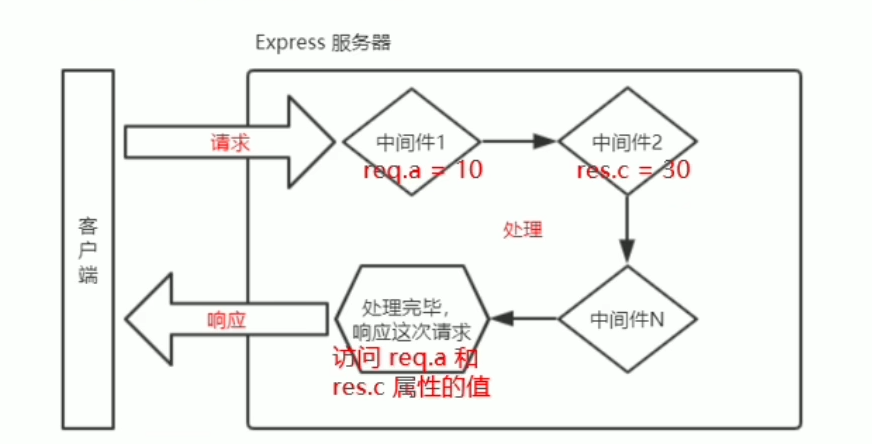 Express 服务器
客户端
请求
中间件1
req.a = 10
中间件2
res.c = 30
处理
中间件N
处理完毕，
响应这次请求
访问 req.a 和
res.c 属性的值
响应